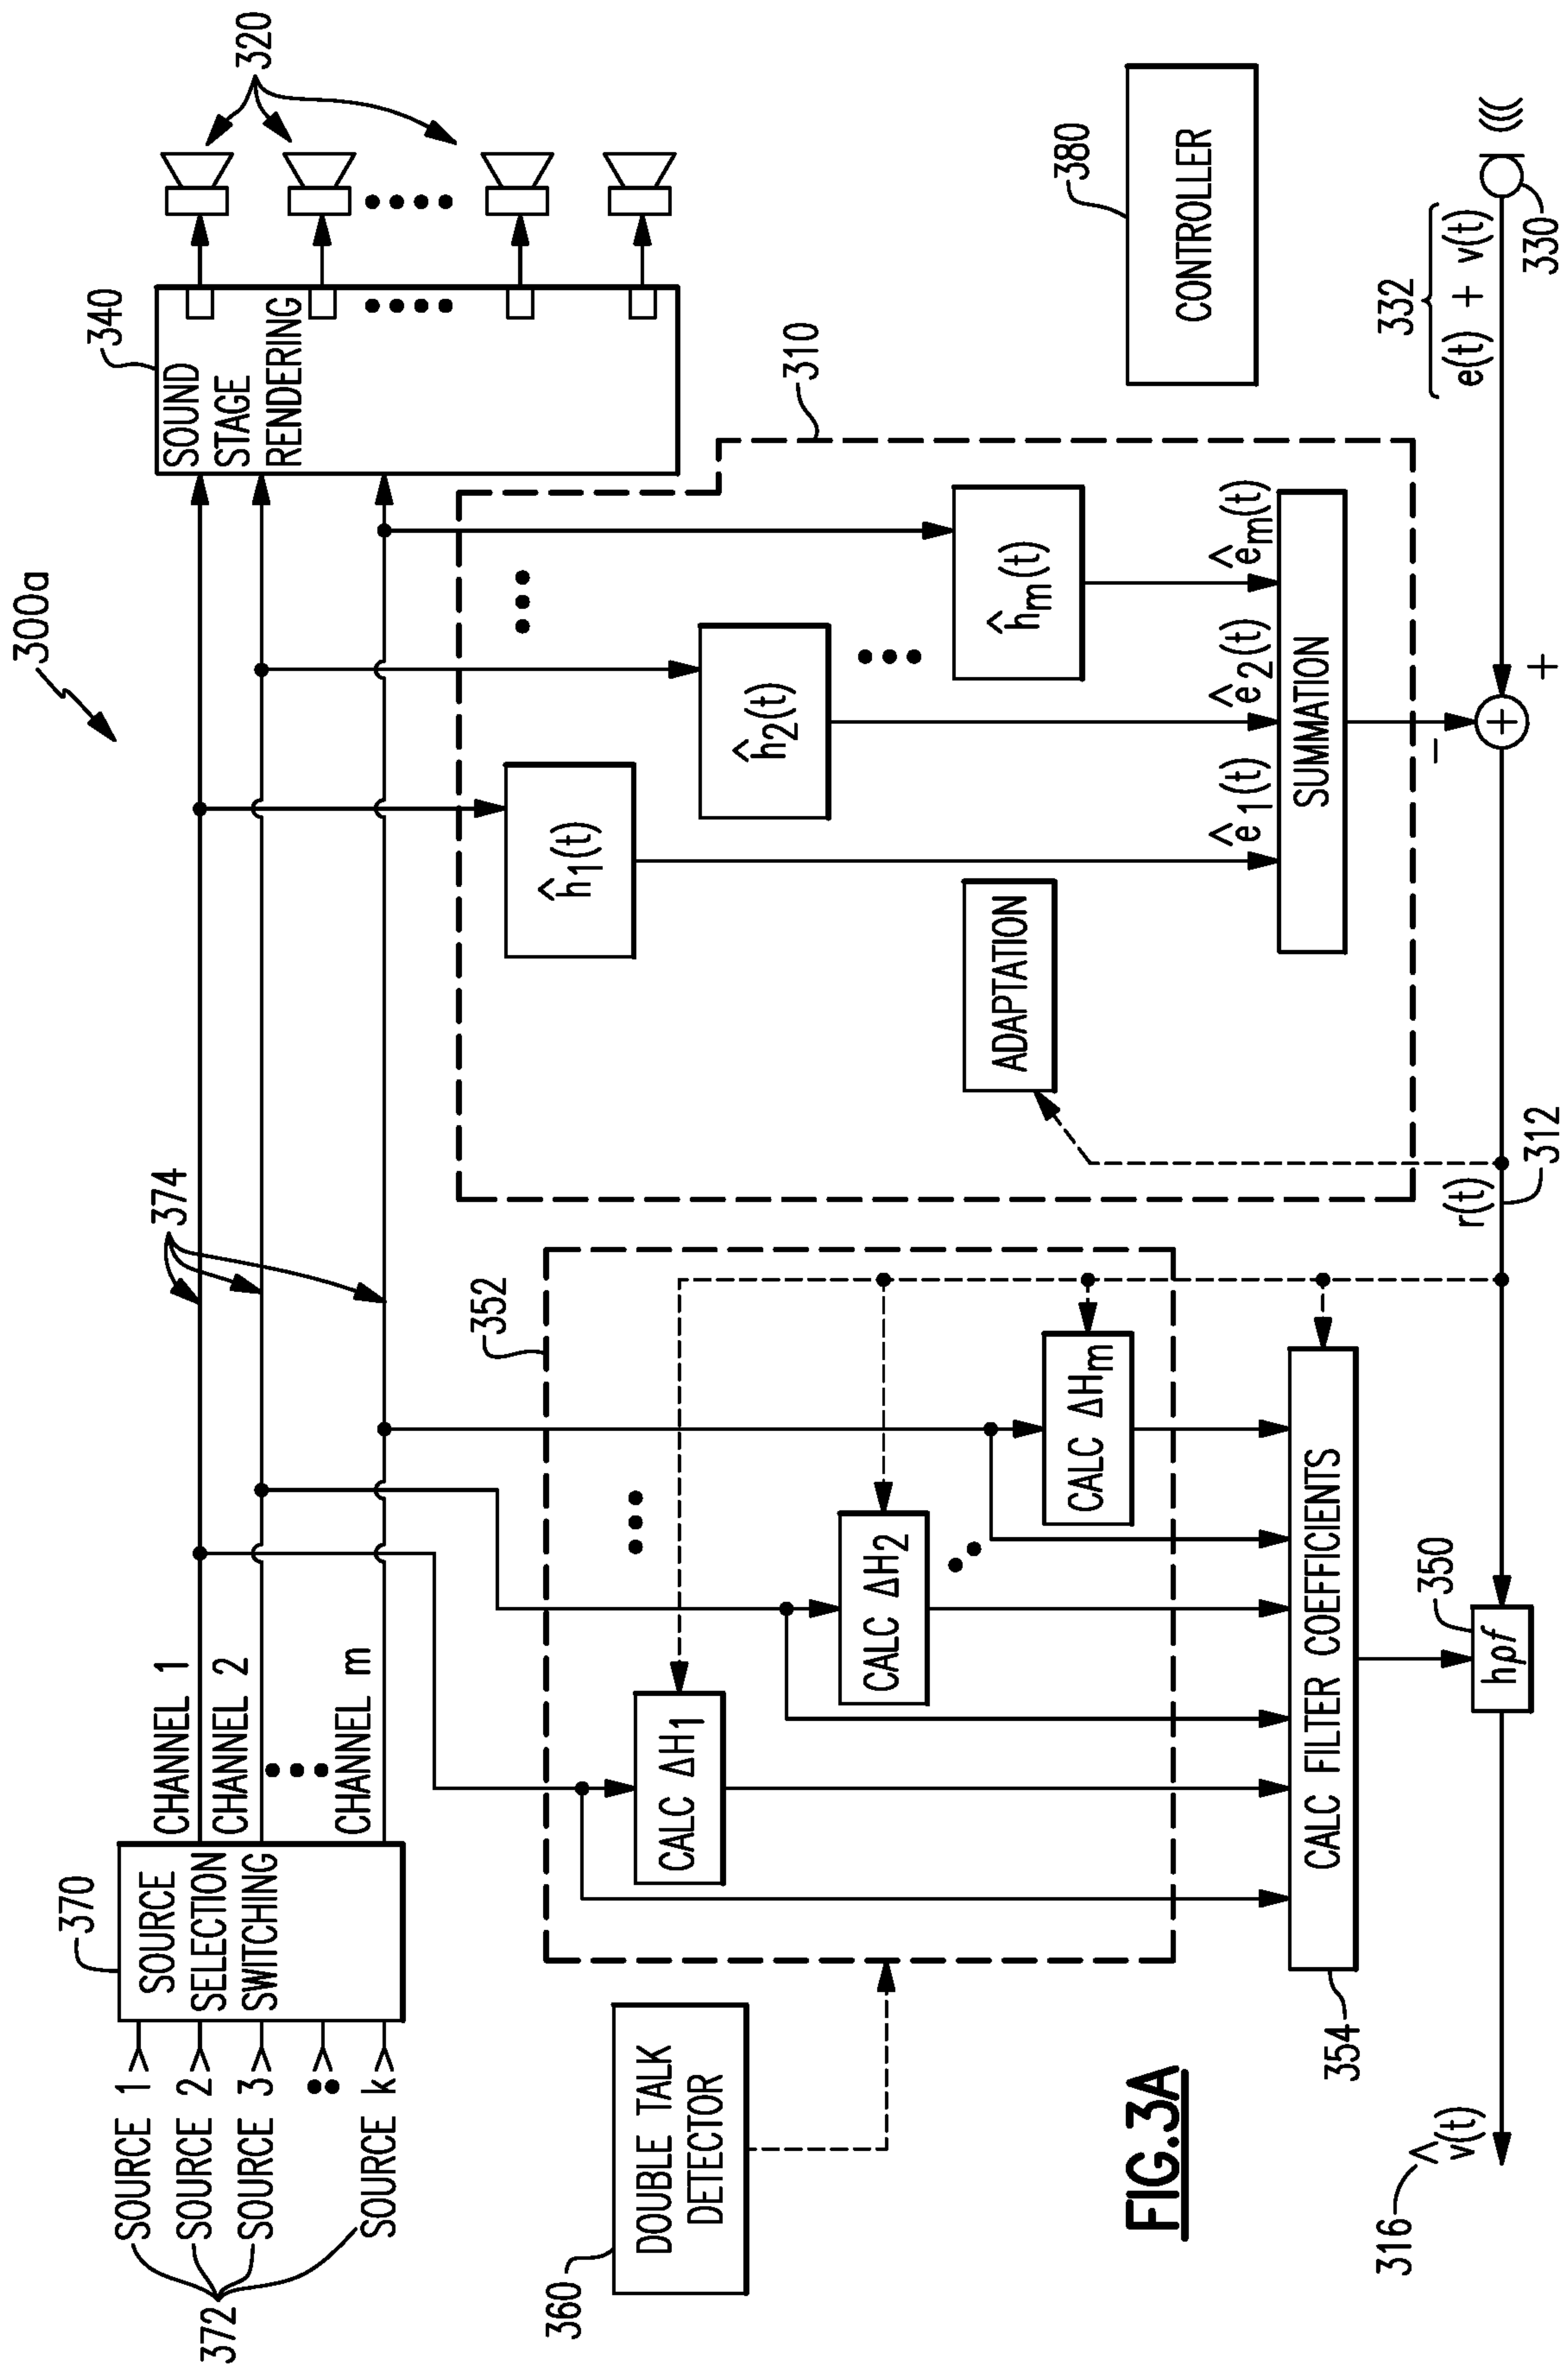 300a
370
SOURCE
SELECTION
SWITCHING
SOURCE 1
SOURCE 2
SOURCE 3
SOURCE k
372
CHANNEL 1
CHANNEL 2
CHANNEL m
374
340
SOUND
STAGE
RENDERING
320
360
DOUBLE TALK
DETECTOR
352
CALC ΔH1
CALC ΔH2
CALC ΔHm
CALC FILTER COEFFICIENTS
354
310
ĥ1(t)
ĥ2(t)
ĥm(t)
ADAPTATION
ê1(t)
ê2(t)
êm(t)
SUMMATION
380
CONTROLLER
332
e(t) + v(t)
330
−
+
+
r(t)
312
350
hpf
v̂(t)
316
FIG.3A